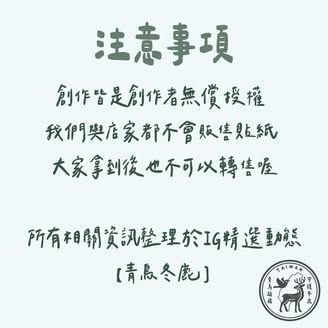 注意事項
創作皆是創作者無償授權
我們與店家都不會販售貼紙
大家拿到後也不可以轉售喔
所有相關資訊整理於IG精選動態
[青鳥冬鹿]
TAIWAN